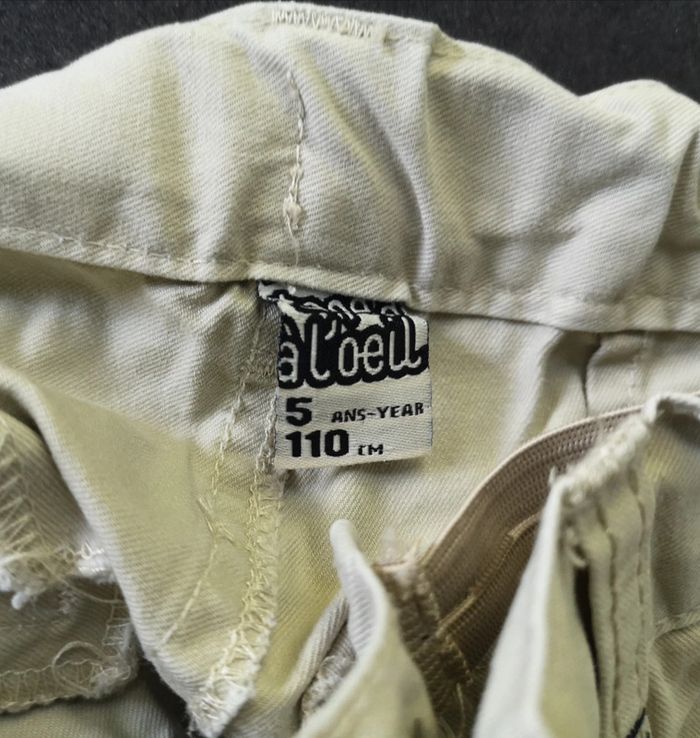 à l'oeil
5 ANS-YEAR
110 CM